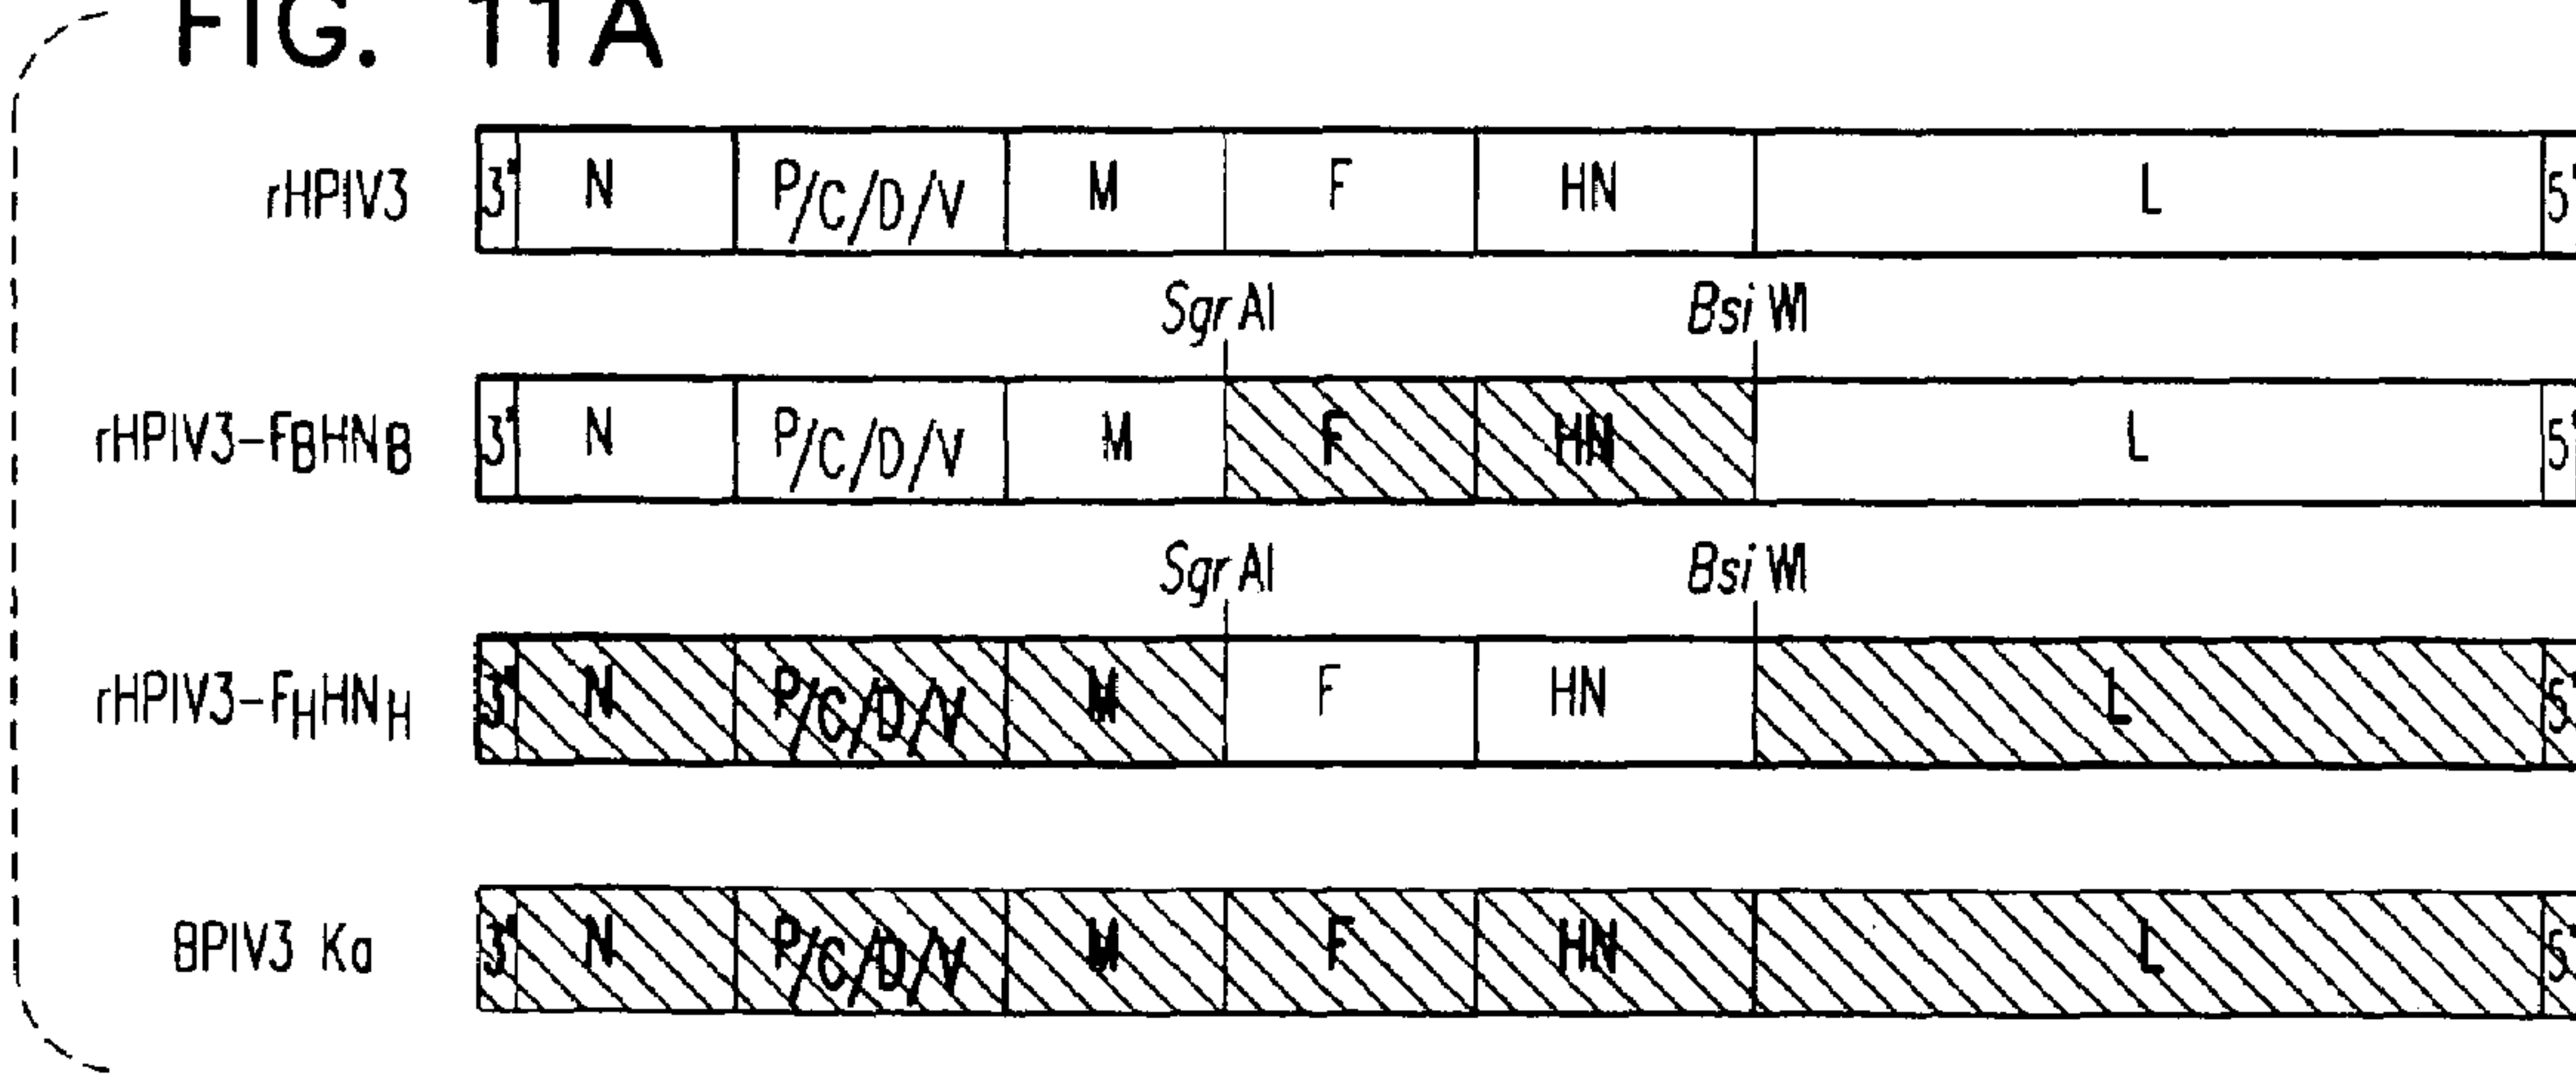 FIG. 11A
rHPIV3 3' N P/C/D/V M F HN L 5'
SgrAI BsiWI
rHPIV3-FBHNB 3' N P/C/D/V M F HN L 5'
SgrAI BsiWI
rHPIV3-FHHNH 3' N P/C/D/V M F HN L 5'
BPIV3 Ka 3' N P/C/D/V M F HN L 5'